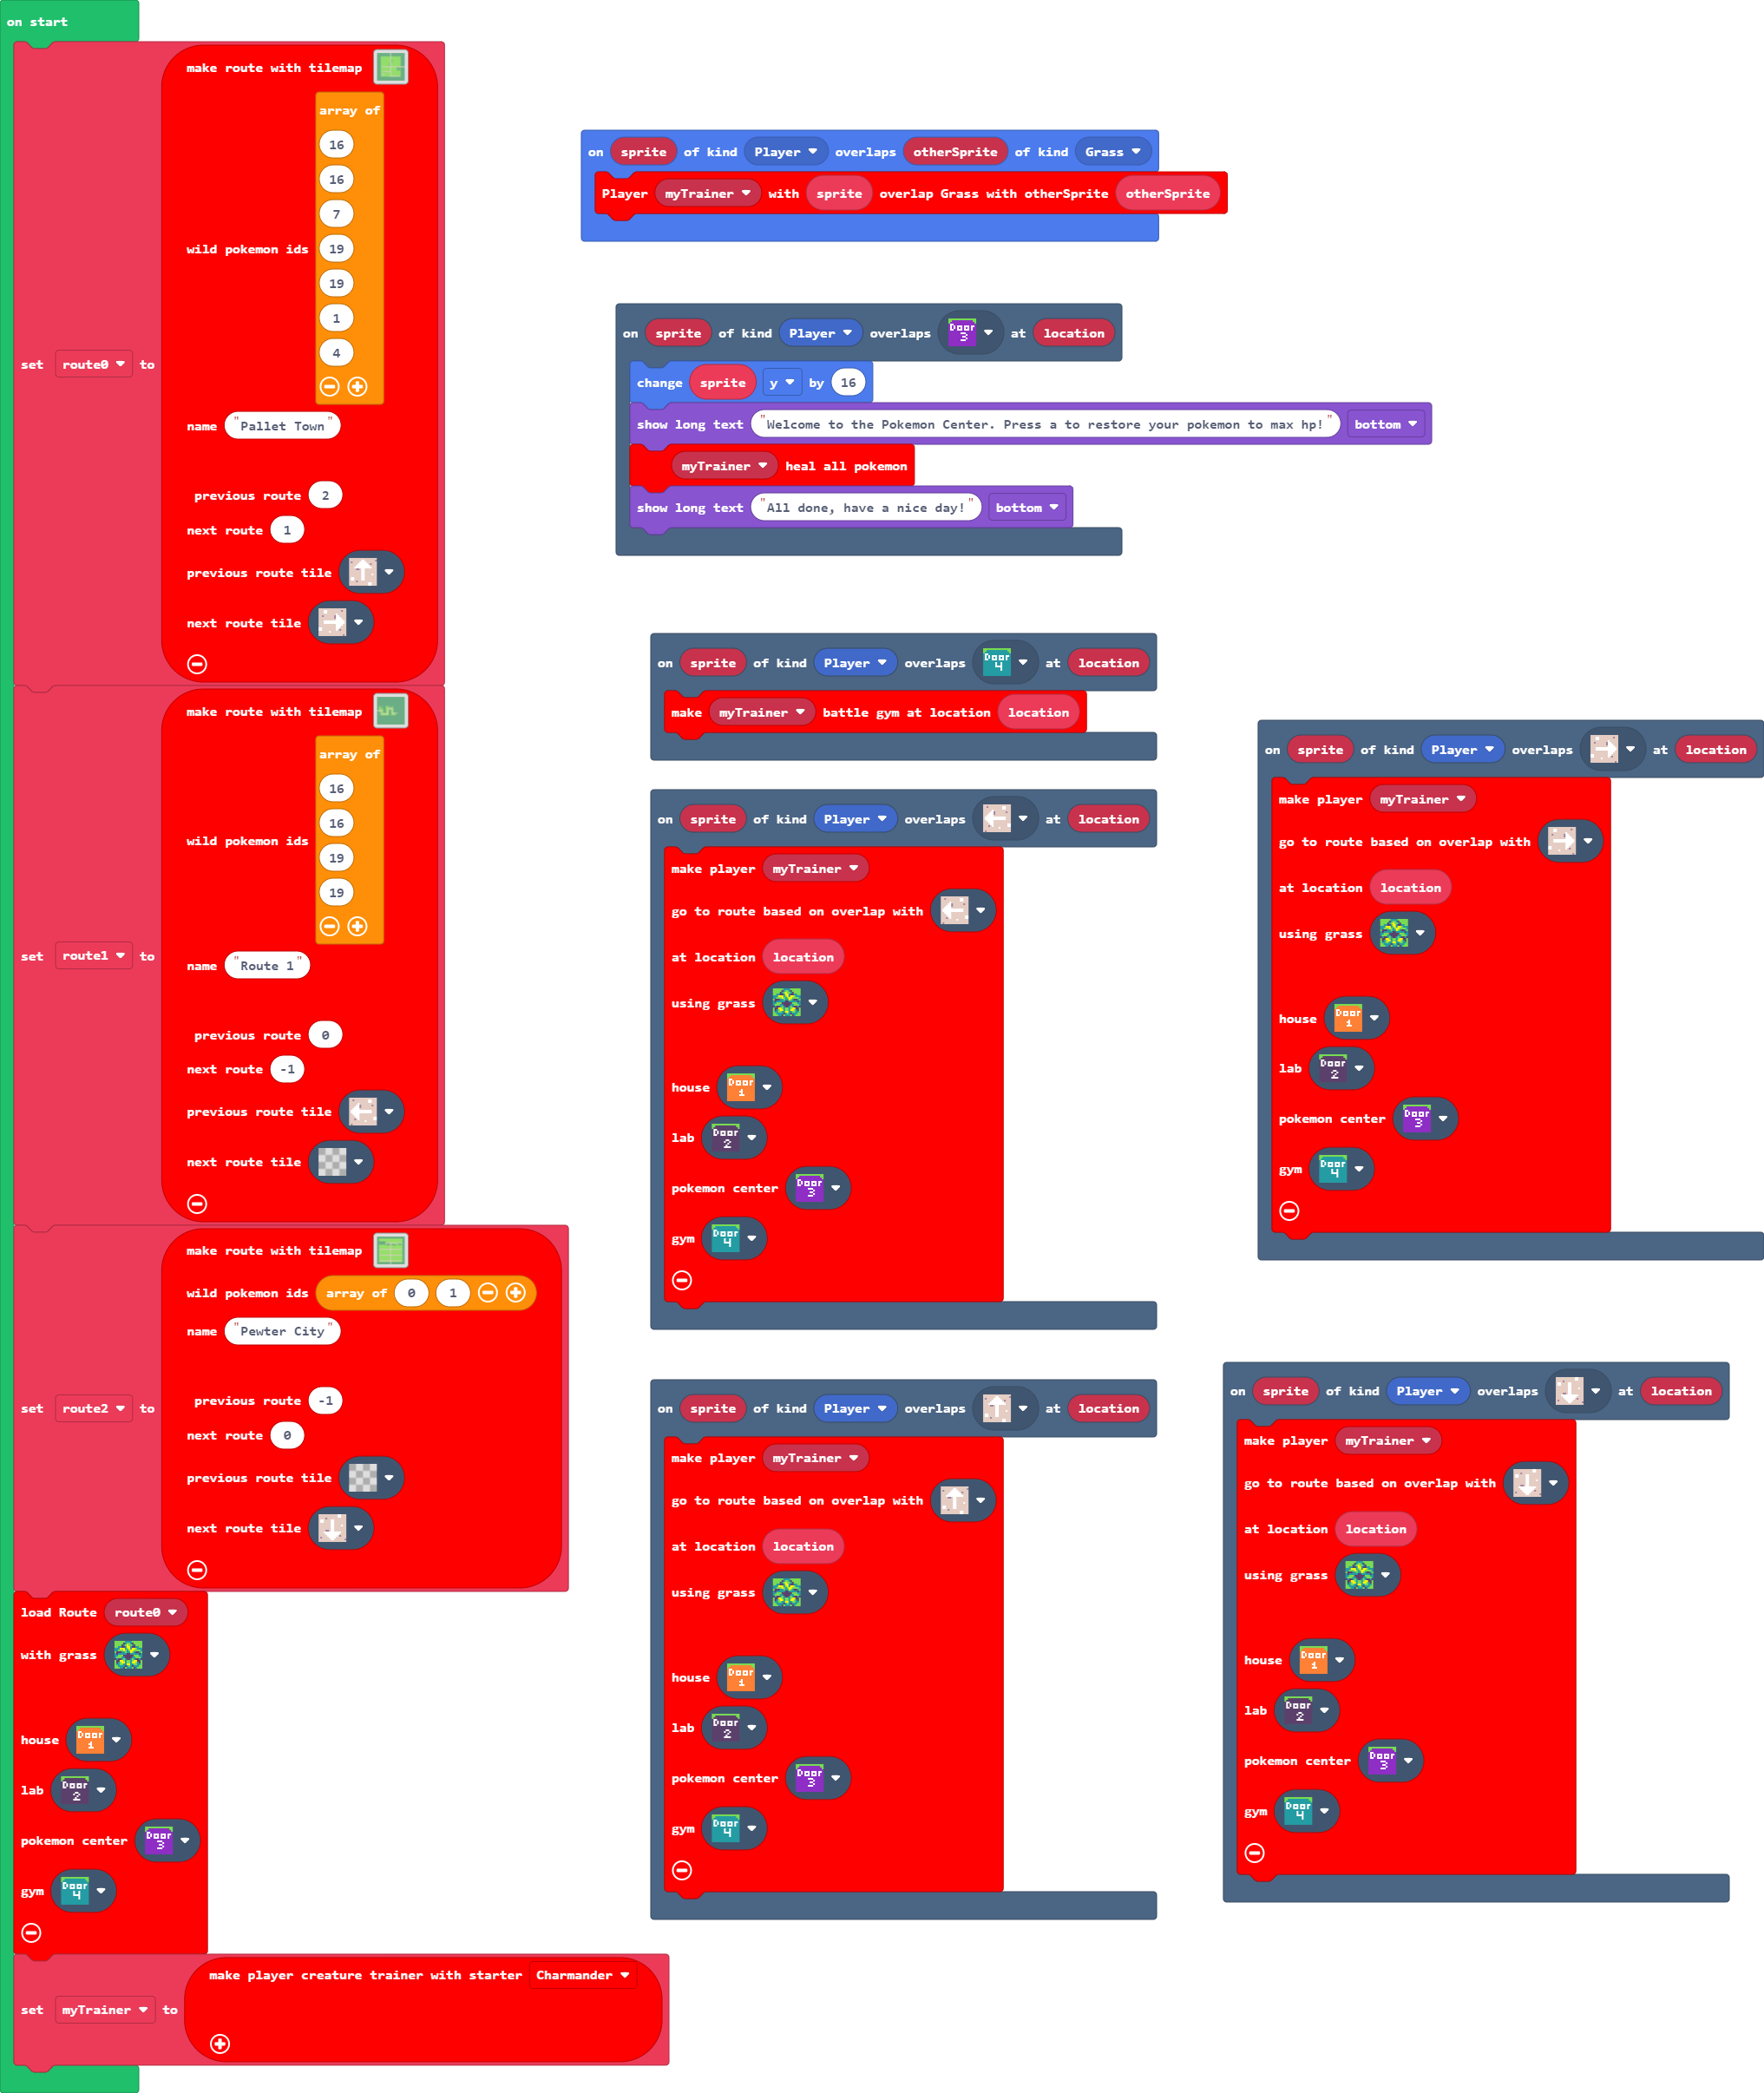 on start
make route with tilemap
array of
16
16
7
wild pokemon ids
19
19
1
4
set route0 to
name "Pallet Town"
previous route 2
next route 1
previous route tile
next route tile
make route with tilemap
array of
16
16
wild pokemon ids
19
19
set route1 to
name "Route 1"
previous route 0
next route -1
previous route tile
next route tile
make route with tilemap
wild pokemon ids array of 0 1
name "Pewter City"
set route2 to
previous route -1
next route 0
previous route tile
next route tile
load Route route0
with grass
house Door 1
lab Door 2
pokemon center Door 3
gym Door 4
make player creature trainer with starter Charmander
set myTrainer to
on sprite of kind Player overlaps otherSprite of kind Grass
Player myTrainer with sprite overlap Grass with otherSprite otherSprite
on sprite of kind Player overlaps Door 3 at location
change sprite y by 16
show long text "Welcome to the Pokemon Center. Press a to restore your pokemon to max hp!" bottom
myTrainer heal all pokemon
show long text "All done, have a nice day!" bottom
on sprite of kind Player overlaps Door 4 at location
make myTrainer battle gym at location location
on sprite of kind Player overlaps at location
make player myTrainer
go to route based on overlap with
at location location
using grass
house Door 1
lab Door 2
pokemon center Door 3
gym Door 4
on sprite of kind Player overlaps at location
make player myTrainer
go to route based on overlap with
at location location
using grass
house Door 1
lab Door 2
pokemon center Door 3
gym Door 4
on sprite of kind Player overlaps at location
make player myTrainer
go to route based on overlap with
at location location
using grass
house Door 1
lab Door 2
pokemon center Door 3
gym Door 4
on sprite of kind Player overlaps at location
make player myTrainer
go to route based on overlap with
at location location
using grass
house Door 1
lab Door 2
pokemon center Door 3
gym Door 4